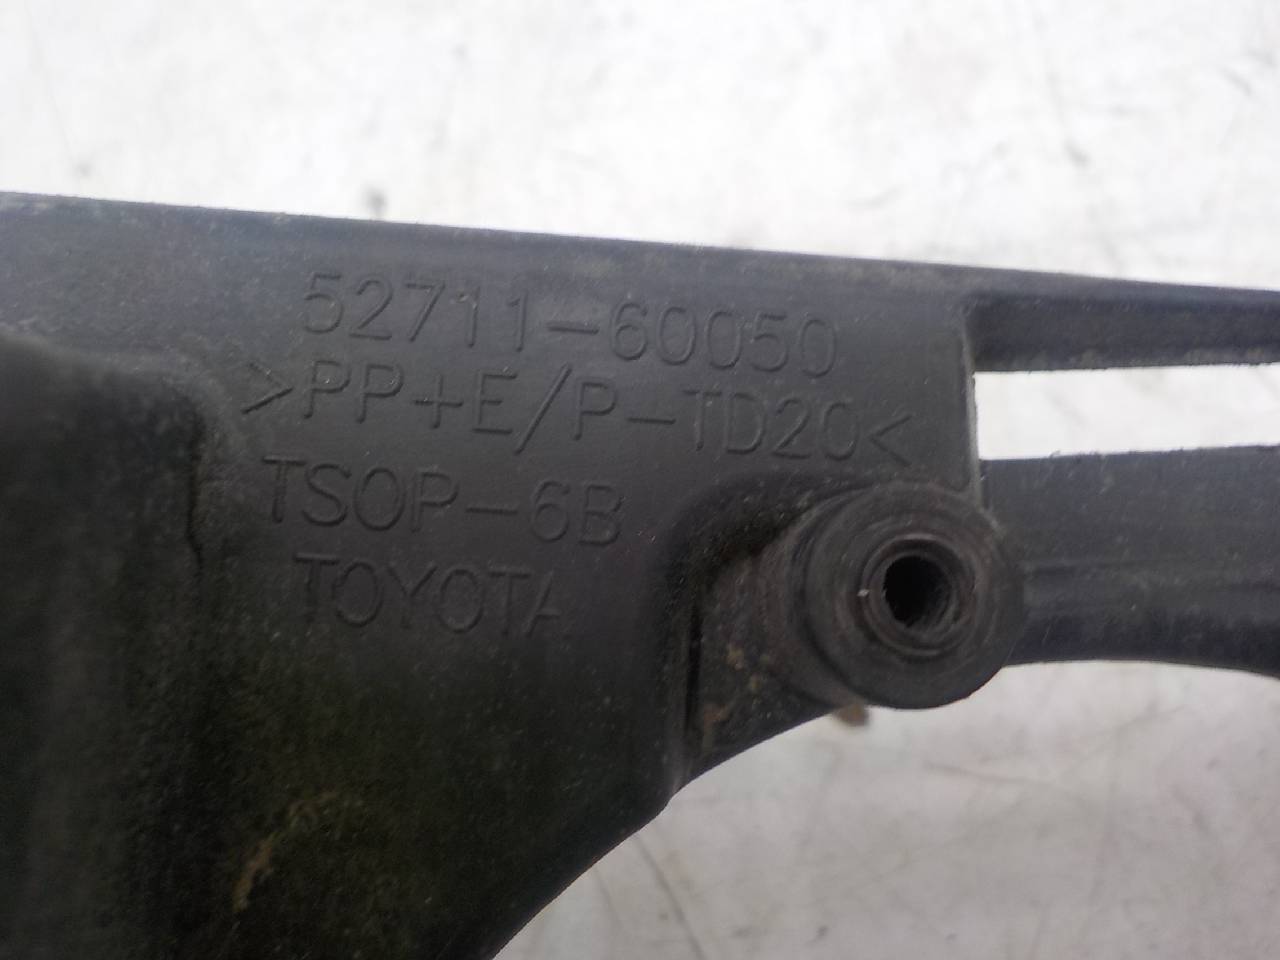 52711-60050
>PP+E/P-TD20<
TSOP-6B
TOYOTA